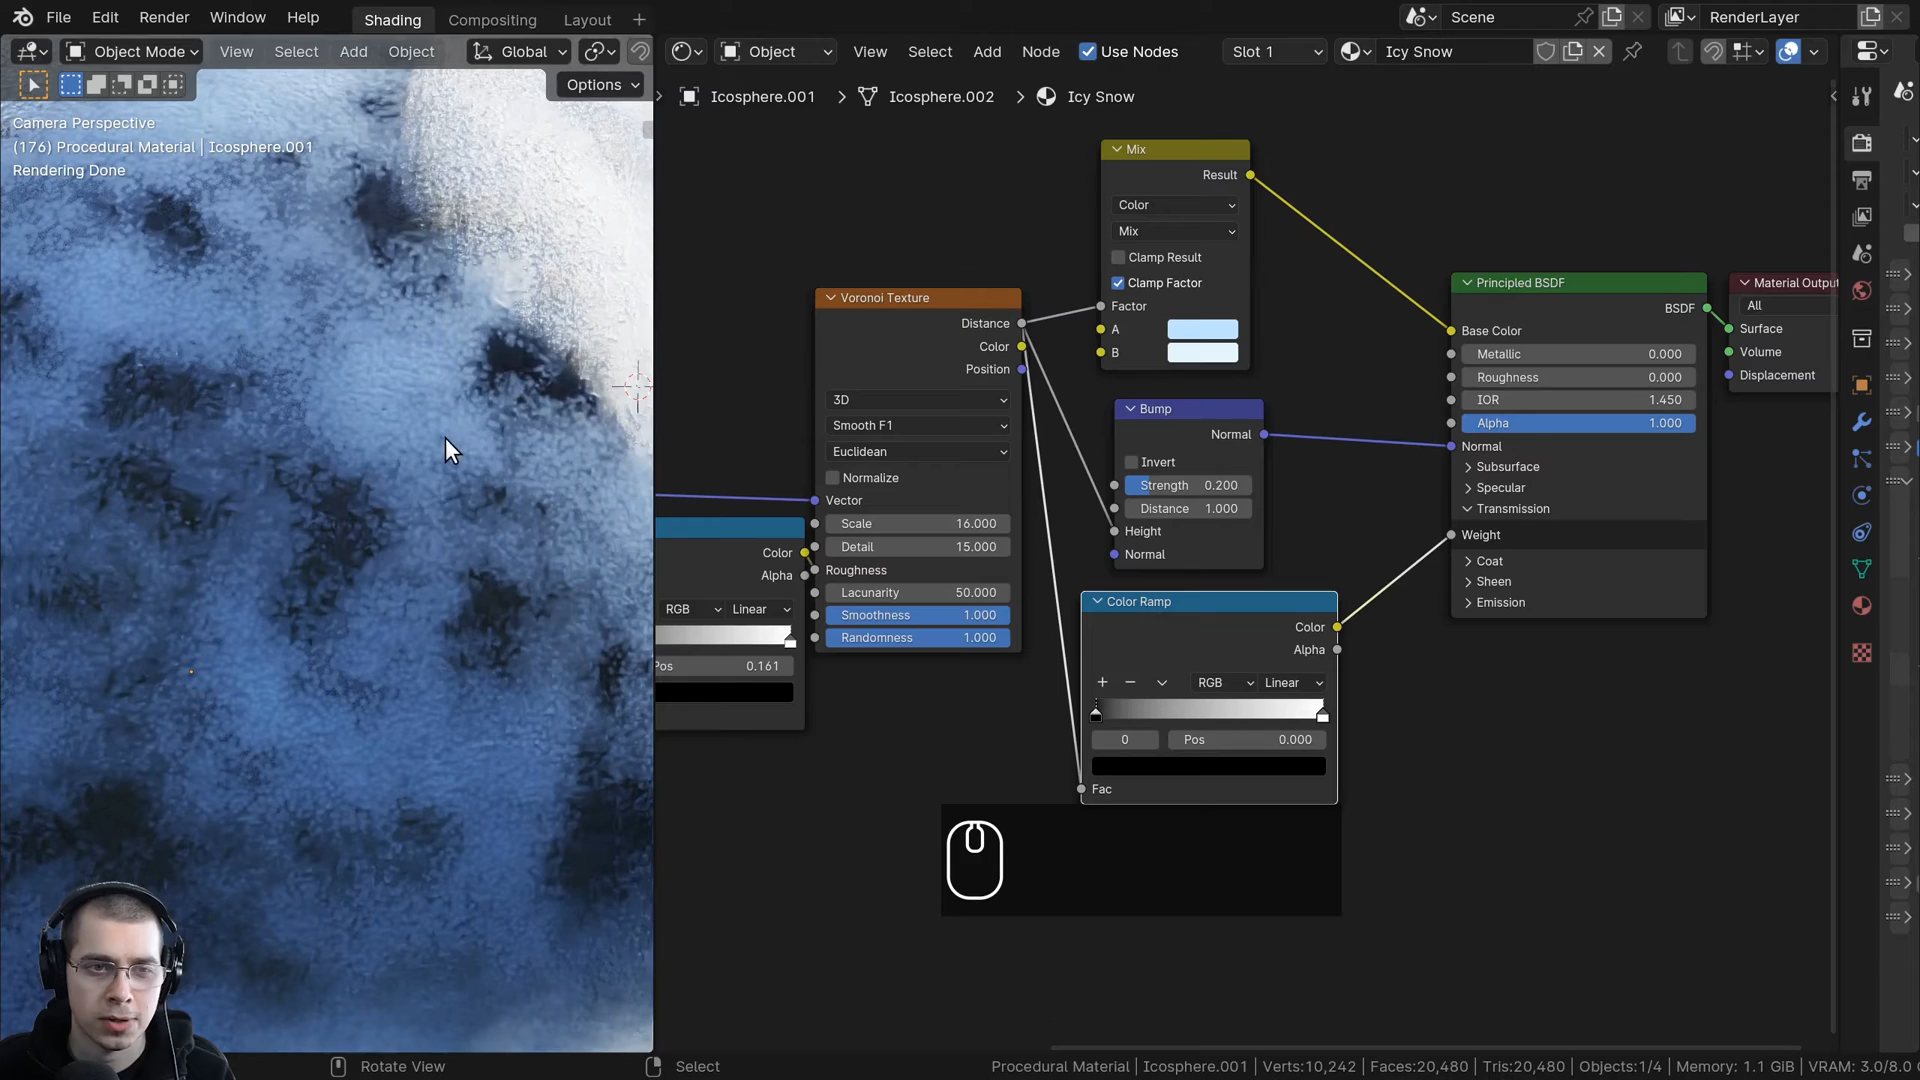 File Edit Render Window Help Shading Compositing Layout + Scene RenderLayer
Object Mode View Select Add Object Global Object View Select Add Node Use Nodes Slot 1 Icy Snow
Options
Icosphere.001 Icosphere.002 Icy Snow
Camera Perspective
(176) Procedural Material | Icosphere.001
Rendering Done
Mix
Result
Color
Mix
Clamp Result
Clamp Factor
Factor
A
B
Voronoi Texture
Distance
Color
Position
3D
Smooth F1
Euclidean
Normalize
Vector
Scale 16.000
Detail 15.000
Roughness
Lacunarity 50.000
Smoothness 1.000
Randomness 1.000
Color
Alpha
RGB Linear
Pos 0.161
Bump
Normal
Invert
Strength 0.200
Distance 1.000
Height
Normal
Color Ramp
Color
Alpha
RGB Linear
0 Pos 0.000
Fac
Principled BSDF
BSDF
Base Color
Metallic 0.000
Roughness 0.000
IOR 1.450
Alpha 1.000
Normal
Subsurface
Specular
Transmission
Weight
Coat
Sheen
Emission
Material Outpu
All
Surface
Volume
Displacement
Rotate View Select Procedural Material | Icosphere.001 | Verts:10,242 | Faces:20,480 | Tris:20,480 | Objects:1/4 | Memory: 1.1 GiB | VRAM: 3.0/8.0